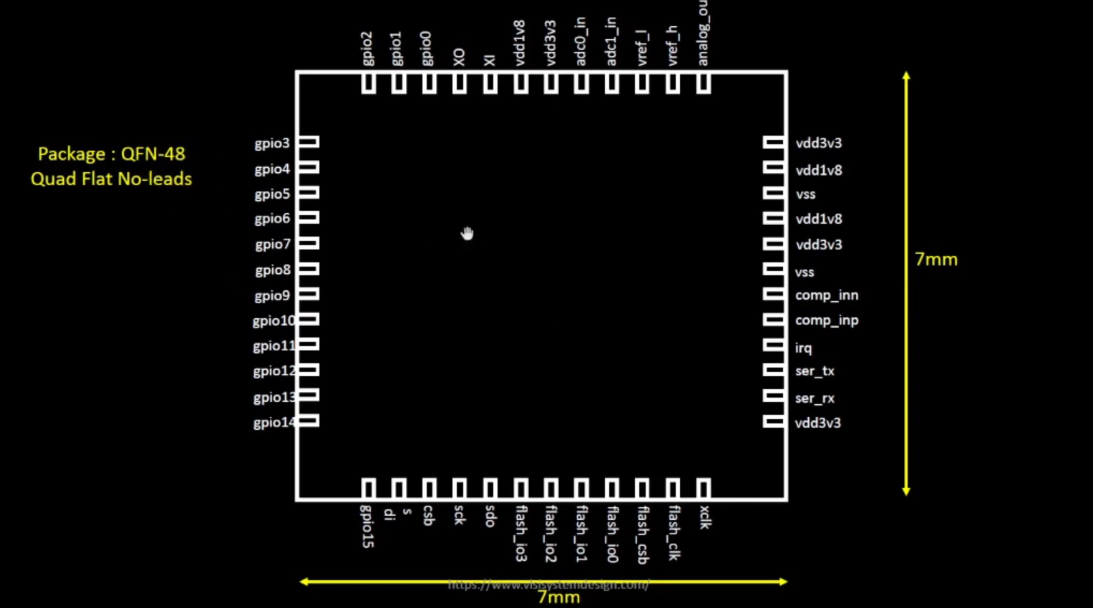 gpio2
gpio1
gpio0
XO
XI
vdd1v8
vdd3v3
adc0_in
adc1_in
vref_l
vref_h
analog_ou
Package : QFN-48
Quad Flat No-leads
gpio3
gpio4
gpio5
gpio6
gpio7
gpio8
gpio9
gpio10
gpio11
gpio12
gpio13
gpio14
vdd3v3
vdd1v8
vss
vdd1v8
vdd3v3
vss
comp_inn
comp_inp
irq
ser_tx
ser_rx
vdd3v3
7mm
gpio15
s
di
csb
sck
sdo
flash_io3
flash_io2
flash_io1
flash_io0
flash_csb
flash_clk
xclk
https://www.vlsisystemdesign.com/
7mm